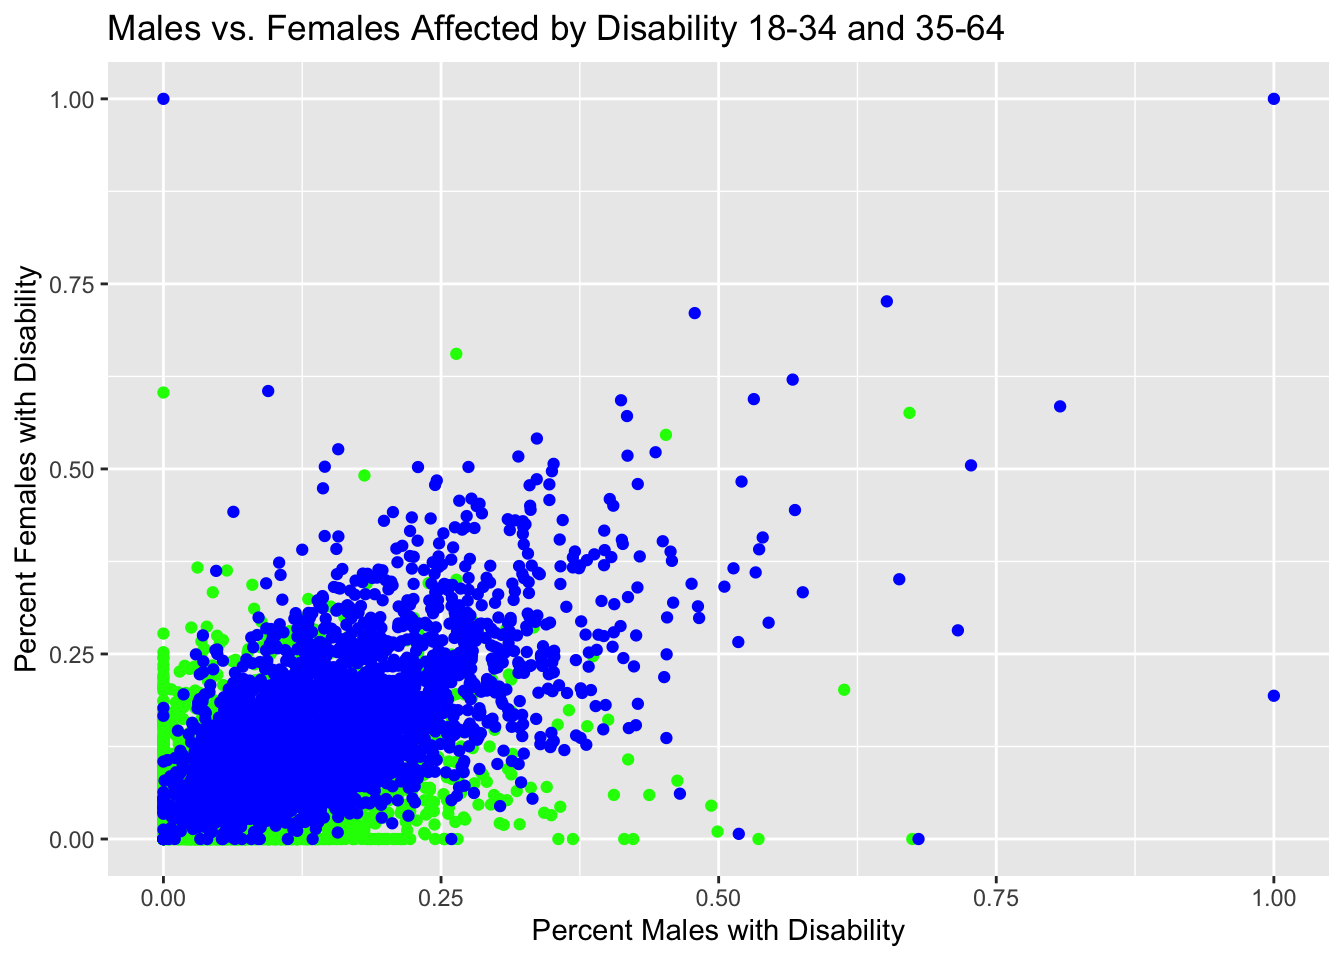 Males vs. Females Affected by Disability 18-34 and 35-64
Percent Females with Disability
1.00
0.75
0.50
0.25
0.00
0.00 0.25 0.50 0.75 1.00
Percent Males with Disability